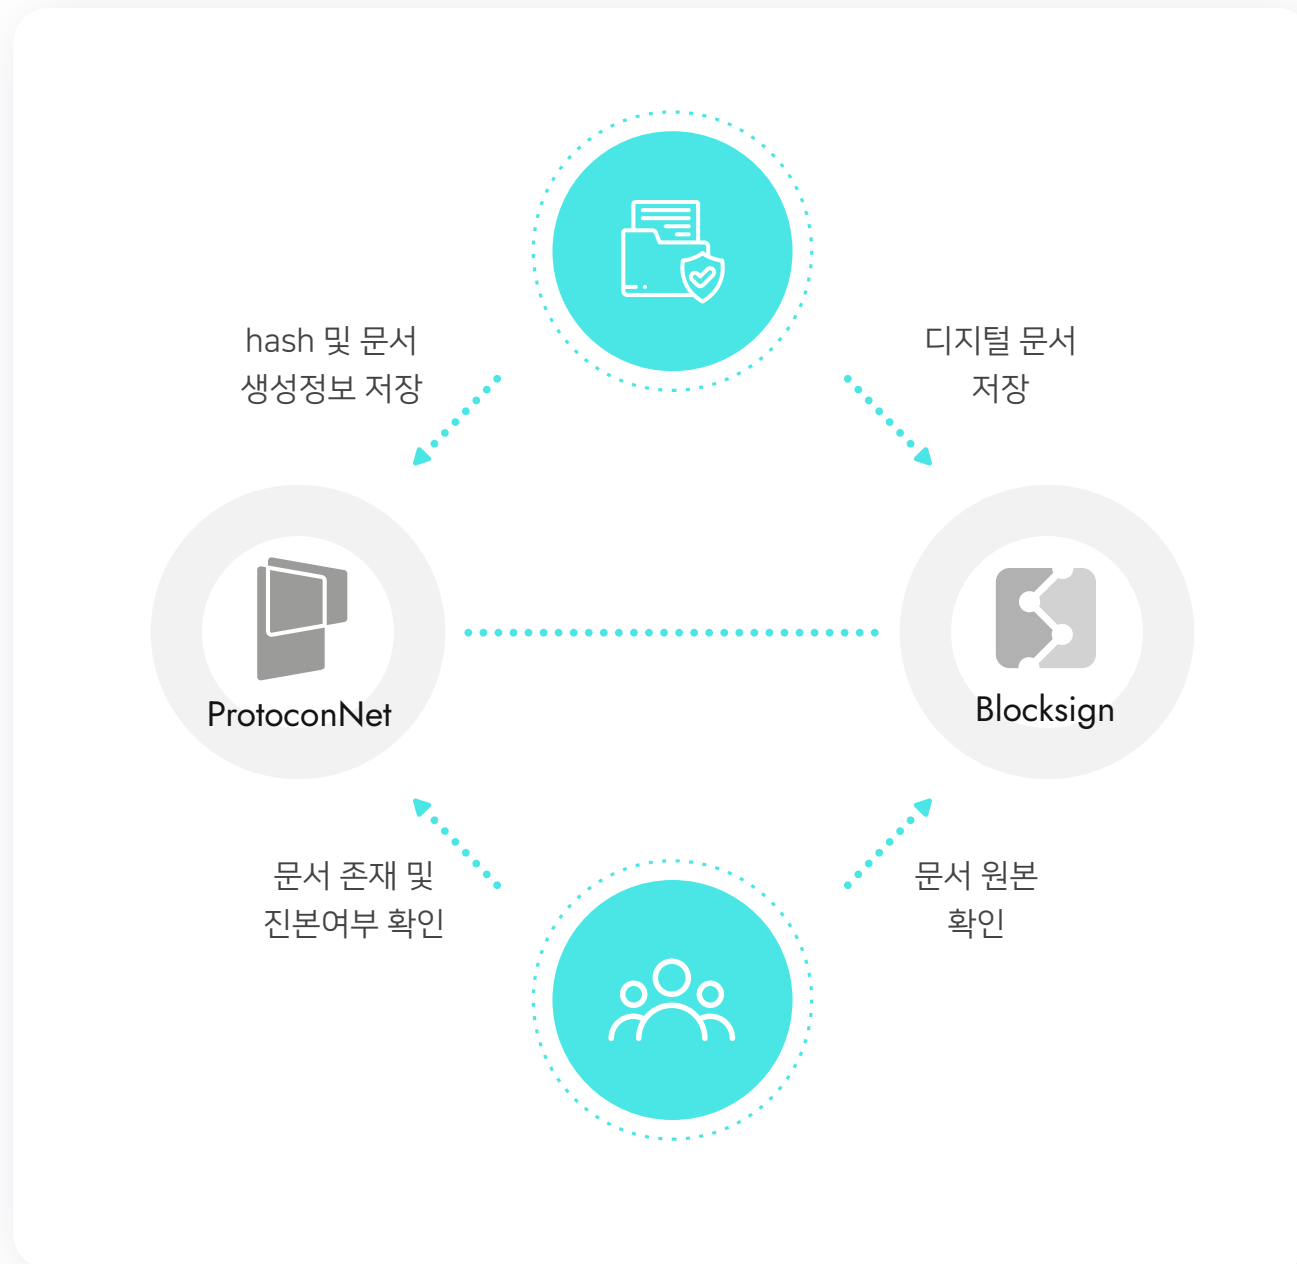 hash 및 문서
생성정보 저장
디지털 문서
저장
ProtoconNet
Blocksign
문서 존재 및
진본여부 확인
문서 원본
확인